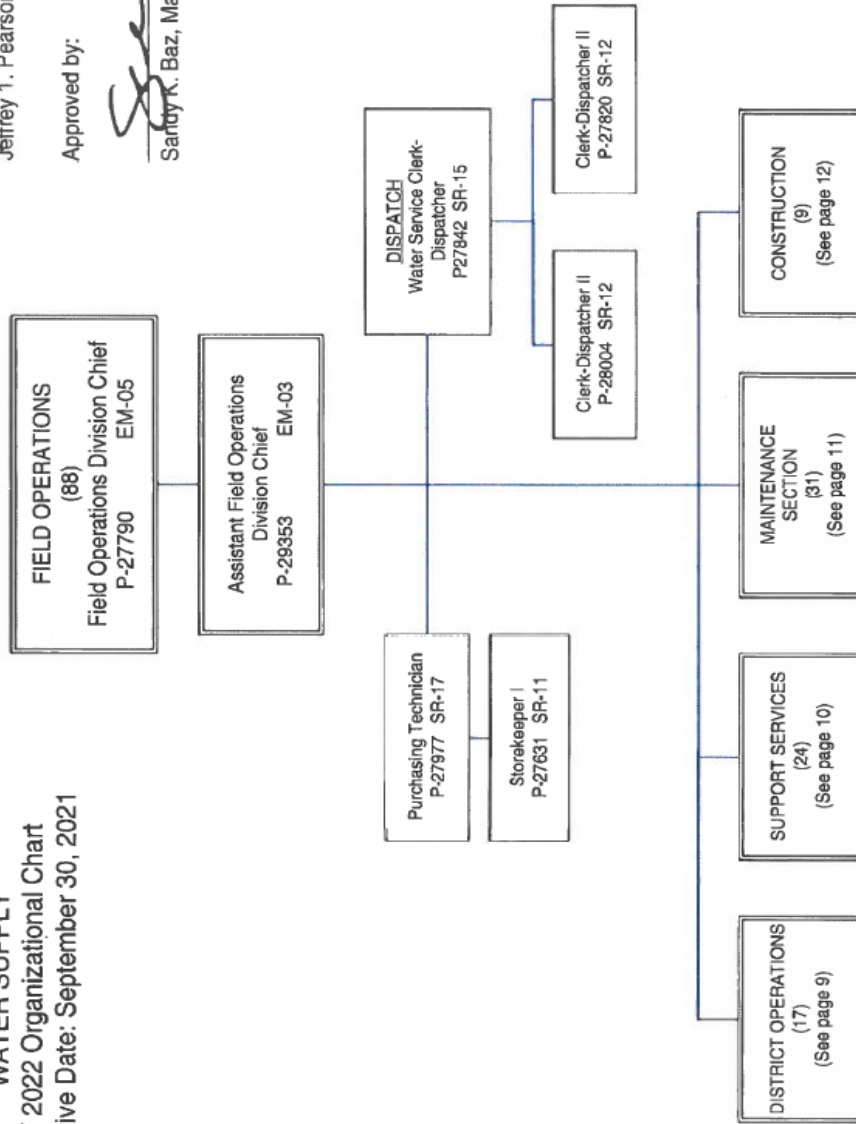 WATER SUPPLY
2022 Organizational Chart
Date: September 30, 2021
Jeffrey T. Pearson
Approved by:
Sandy K. Baz,
FIELD OPERATIONS
(88)
Field Operations Division Chief
P-27790 EM-05
Assistant Field Operations
Division Chief
P-29353 EM-03
Purchasing Technician
P-27977 SR-17
Storekeeper I
P-27631 SR-11
DISPATCH
Water Service Clerk-
Dispatcher
P27842 SR-15
Clerk-Dispatcher II
P-28004 SR-12
Clerk-Dispatcher II
P-27820 SR-12
DISTRICT OPERATIONS
(17)
(See page 9)
SUPPORT SERVICES
(24)
(See page 10)
MAINTENANCE
SECTION
(31)
(See page 11)
CONSTRUCTION
(9)
(See page 12)